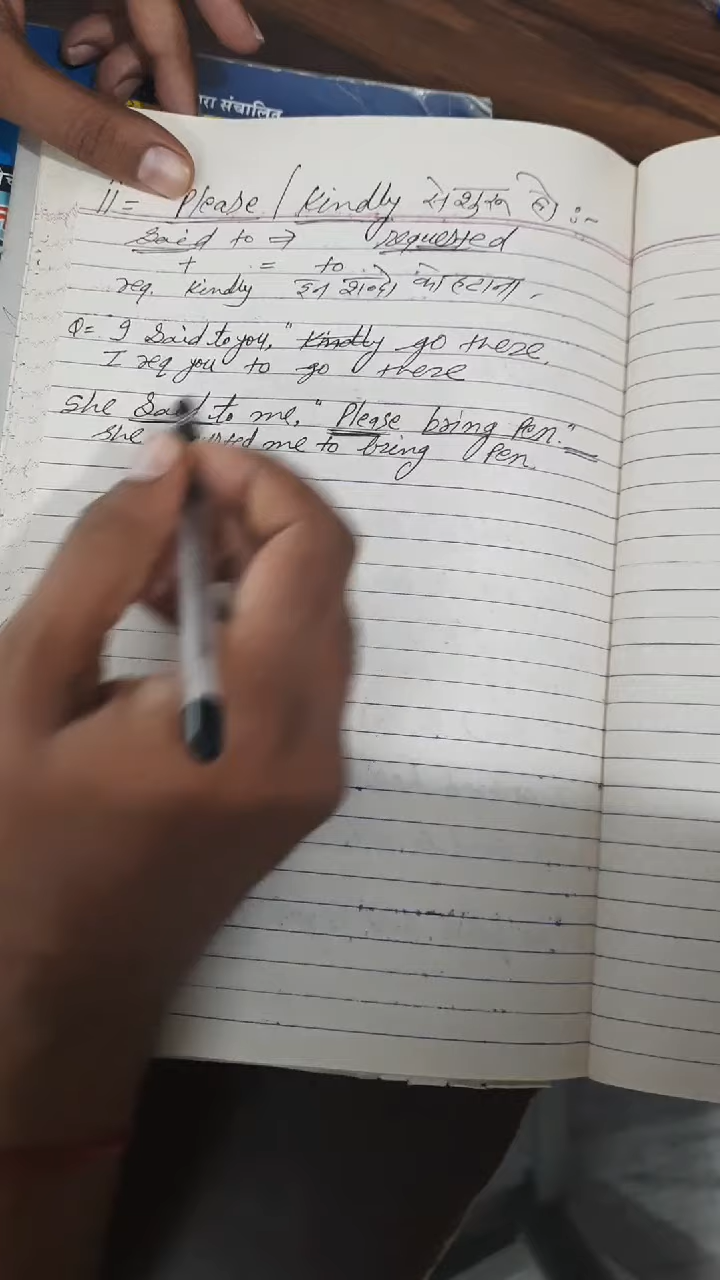 रा संचालित
ii= Please / Kindly से शुरू हो :-
Said to ⇒ requested
+ = to
req. kindly इन शब्दो को हटाना.
Q= I Said to you, "Kindly go there,
I req you to go there
She Said to me, "Please bring Pen."
She me to bring Pen.